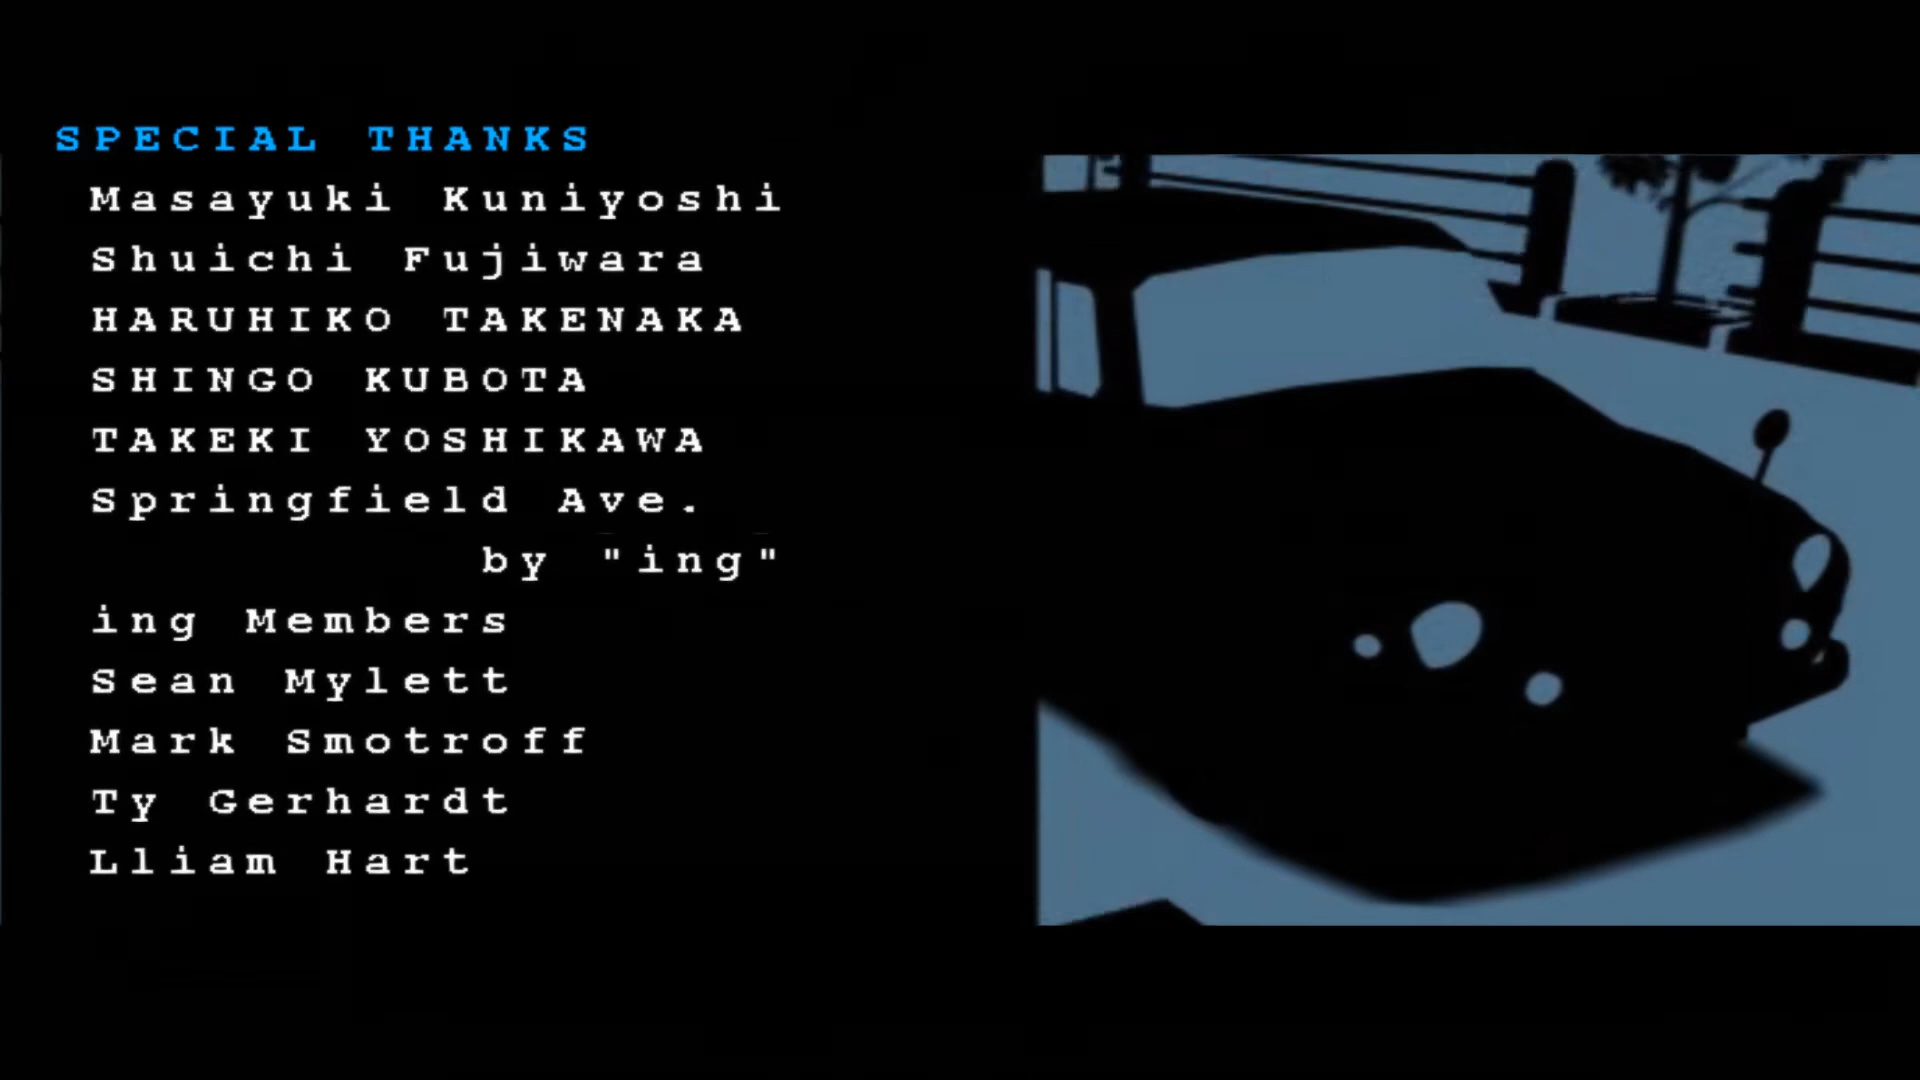 SPECIAL THANKS
Masayuki Kuniyoshi
Shuichi Fujiwara
HARUHIKO TAKENAKA
SHINGO KUBOTA
TAKEKI YOSHIKAWA
Springfield Ave.
by "ing"
ing Members
Sean Mylett
Mark Smotroff
Ty Gerhardt
Lliam Hart